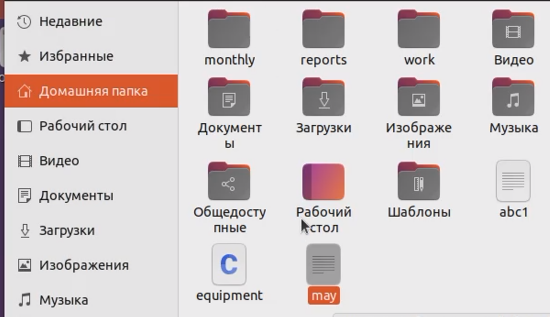 Недавние
Избранные
Домашняя папка
Рабочий стол
Видео
Документы
Загрузки
Изображения
Музыка
monthly reports work Видео
Документ Загрузки Изображе Музыка
ы ния
Общедосту Рабочий Шаблоны abc1
пные стол
C
equipment may